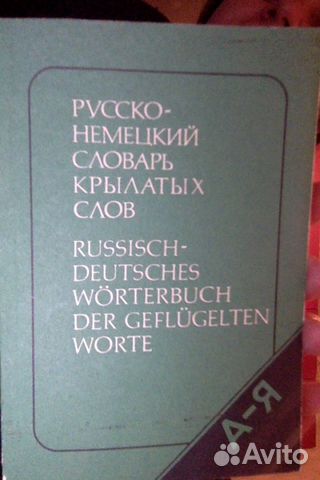 РУССКО-
НЕМЕЦКИЙ
СЛОВАРЬ
КРЫЛАТЫХ
СЛОВ
RUSSISCH-
DEUTSCHES
WÖRTERBUCH
DER GEFLÜGELTEN
WORTE
А-Я
Avito